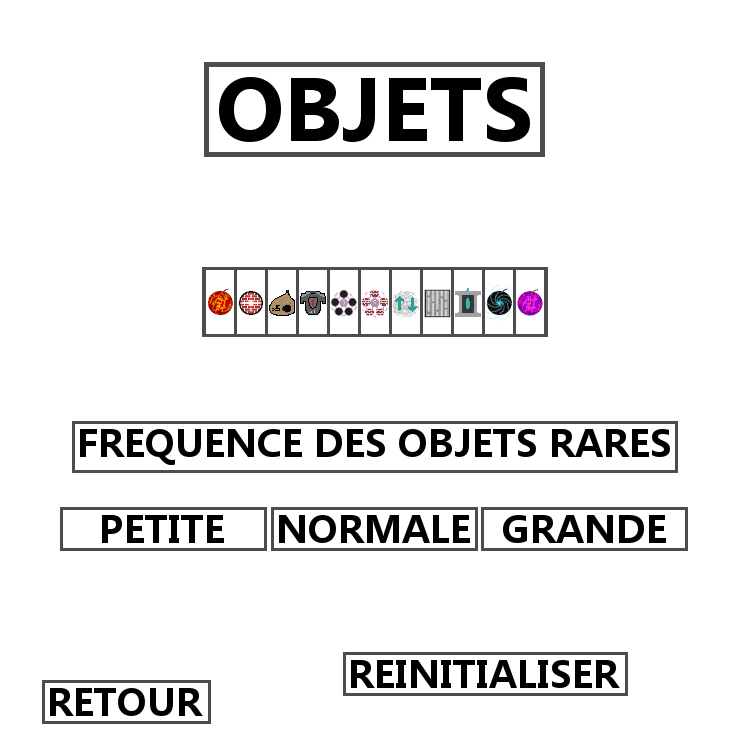 OBJETS
FREQUENCE DES OBJETS RARES
PETITE NORMALE GRANDE
REINITIALISER
RETOUR